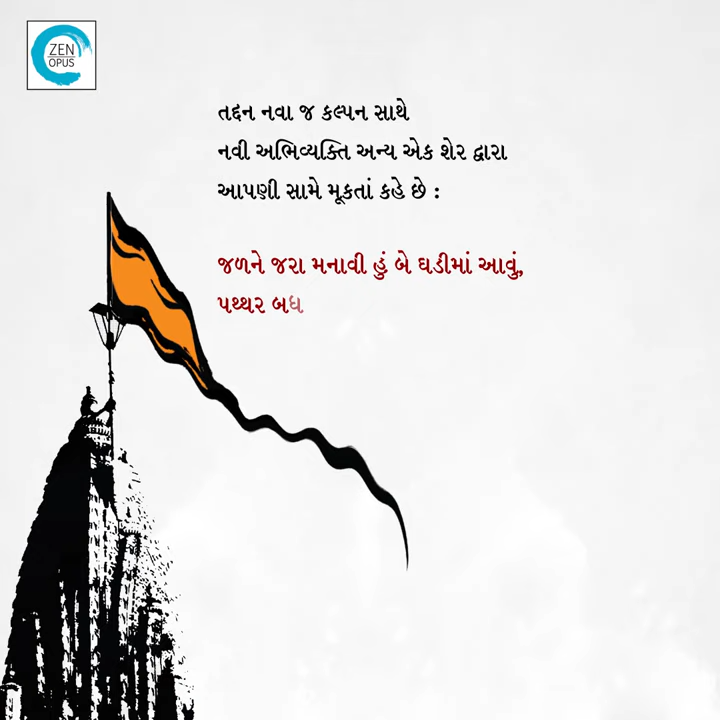 ZEN
OPUS
તદ્દન નવા જ કલ્પન સાથે
નવી અભિવ્યક્તિ અન્ય એક શેર દ્વારા
આપણી સામે મૂકતાં કહે છે :
જળને જરા મનાવી હું બે ઘડીમાં આવું,
પથ્થર બધ